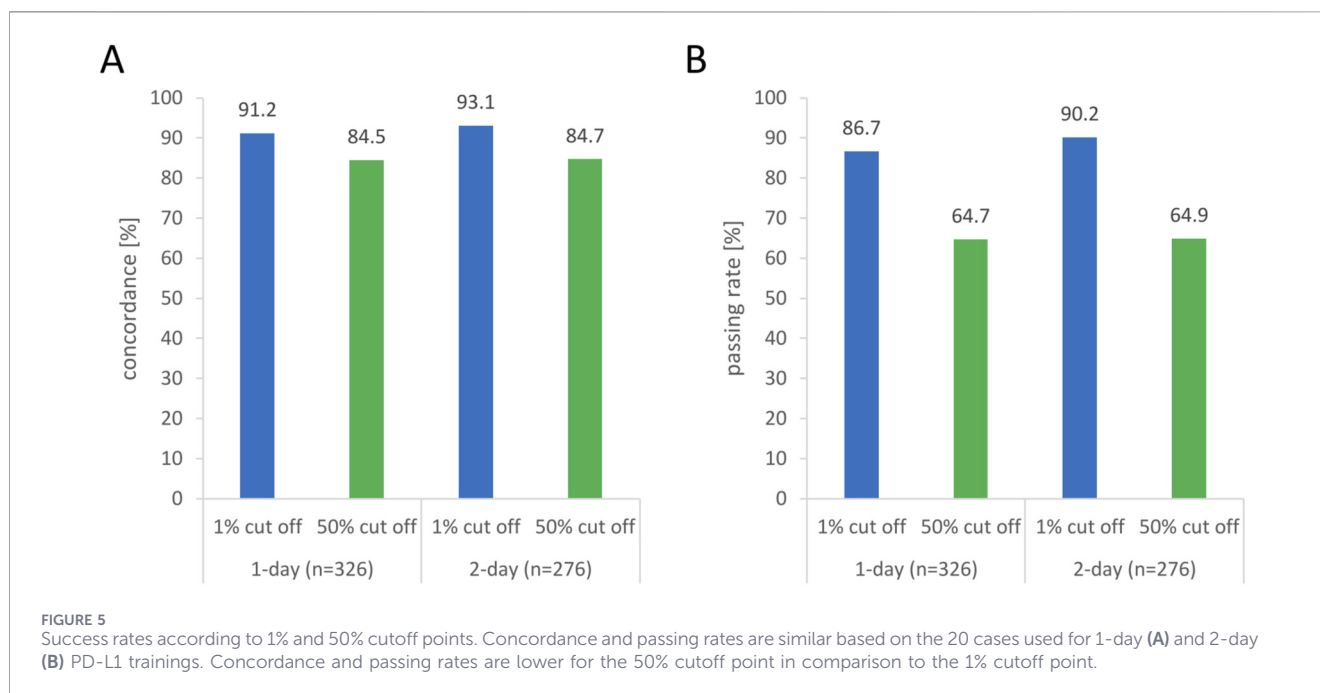 A
100
90
80
70
60
50
40
30
20
10
0
concordance [%]
91.2
84.5
93.1
84.7
1% cut off 50% cut off 1% cut off 50% cut off
1-day (n=326) 2-day (n=276)
B
100
90
80
70
60
50
40
30
20
10
0
passing rate [%]
86.7
64.7
90.2
64.9
1% cut off 50% cut off 1% cut off 50% cut off
1-day (n=326) 2-day (n=276)
FIGURE 5
Success rates according to 1% and 50% cutoff points. Concordance and passing rates are similar based on the 20 cases used for 1-day (A) and 2-day
(B) PD-L1 trainings. Concordance and passing rates are lower for the 50% cutoff point in comparison to the 1% cutoff point.